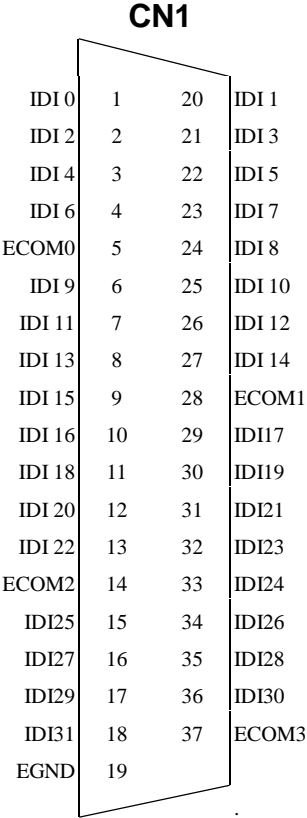 CN1
IDI 0 1 20 IDI 1
IDI 2 2 21 IDI 3
IDI 4 3 22 IDI 5
IDI 6 4 23 IDI 7
ECOM0 5 24 IDI 8
IDI 9 6 25 IDI 10
IDI 11 7 26 IDI 12
IDI 13 8 27 IDI 14
IDI 15 9 28 ECOM1
IDI 16 10 29 IDI17
IDI 18 11 30 IDI19
IDI 20 12 31 IDI21
IDI 22 13 32 IDI23
ECOM2 14 33 IDI24
IDI25 15 34 IDI26
IDI27 16 35 IDI28
IDI29 17 36 IDI30
IDI31 18 37 ECOM3
EGND 19
.